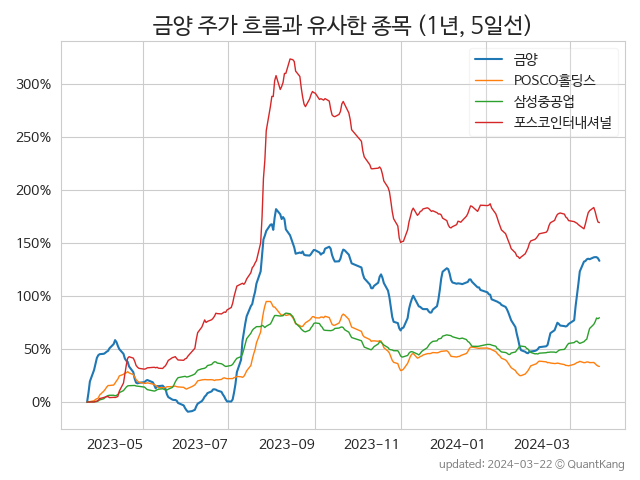 금양 주가 흐름과 유사한 종목 (1년, 5일선)
금양
POSCO홀딩스
삼성중공업
포스코인터내셔널
300%
250%
200%
150%
100%
50%
0%
2023-05
2023-07
2023-09
2023-11
2024-01
2024-03
updated: 2024-03-22 © QuantKang